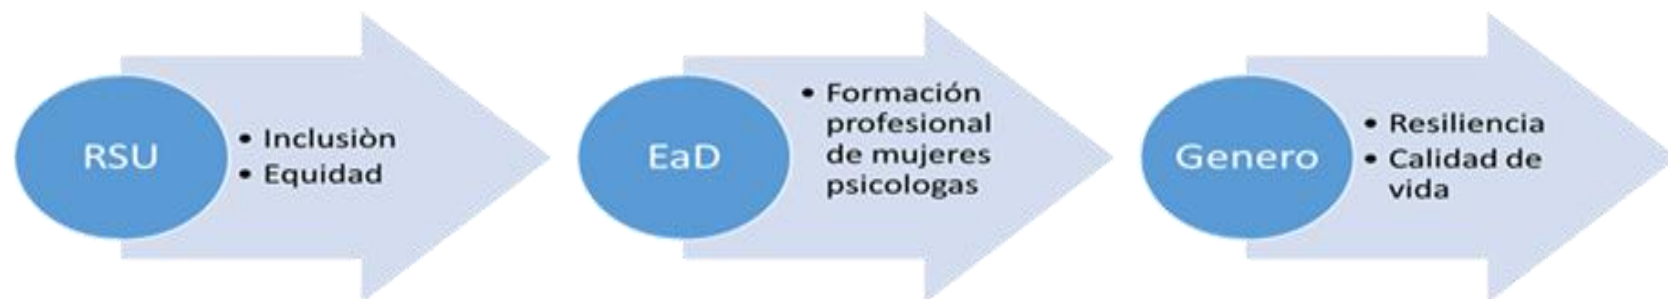 RSU
• Inclusiòn
• Equidad
EaD
• Formación
profesional
de mujeres
psicologas
Genero
• Resiliencia
• Calidad de
vida